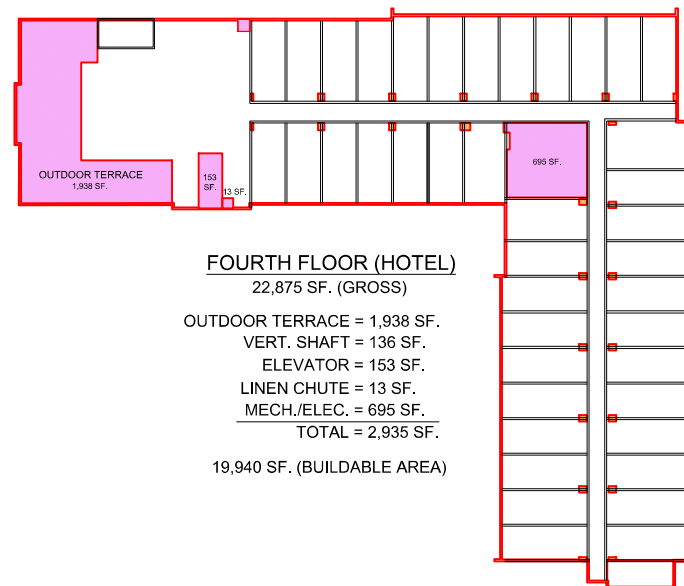 OUTDOOR TERRACE
1,938 SF.
153
SF.
13 SF.
695 SF.
FOURTH FLOOR (HOTEL)
22,875 SF. (GROSS)
OUTDOOR TERRACE = 1,938 SF.
VERT. SHAFT = 136 SF.
ELEVATOR = 153 SF.
LINEN CHUTE = 13 SF.
MECH./ELEC. = 695 SF.
TOTAL = 2,935 SF.
19,940 SF. (BUILDABLE AREA)